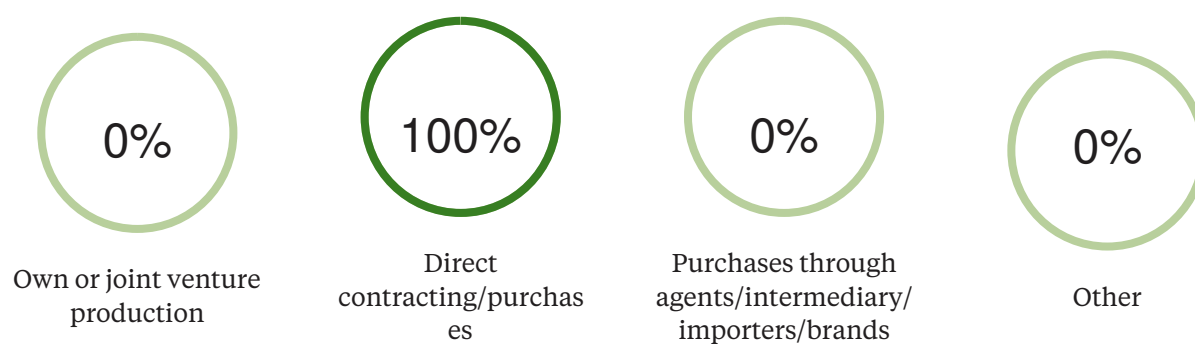 0%
Own or joint venture
production
100%
Direct
contracting/purchas
es
0%
Purchases through
agents/intermediary/
importers/brands
0%
Other